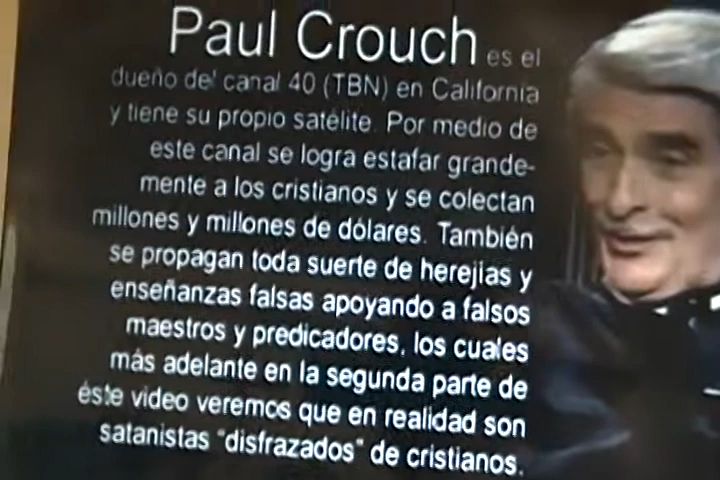 Paul Crouch es el
dueño del canal 40 (TBN) en California
y tiene su propio satélite. Por medio de
este canal se logra estafar grande-
mente a los cristianos y se colectan
millones y millones de dólares. También
se propagan toda suerte de herejías y
enseñanzas falsas apoyando a falsos
maestros y predicadores, los cuales
más adelante en la segunda parte de
éste video veremos que en realidad son
satanistas "disfrazados" de cristianos.